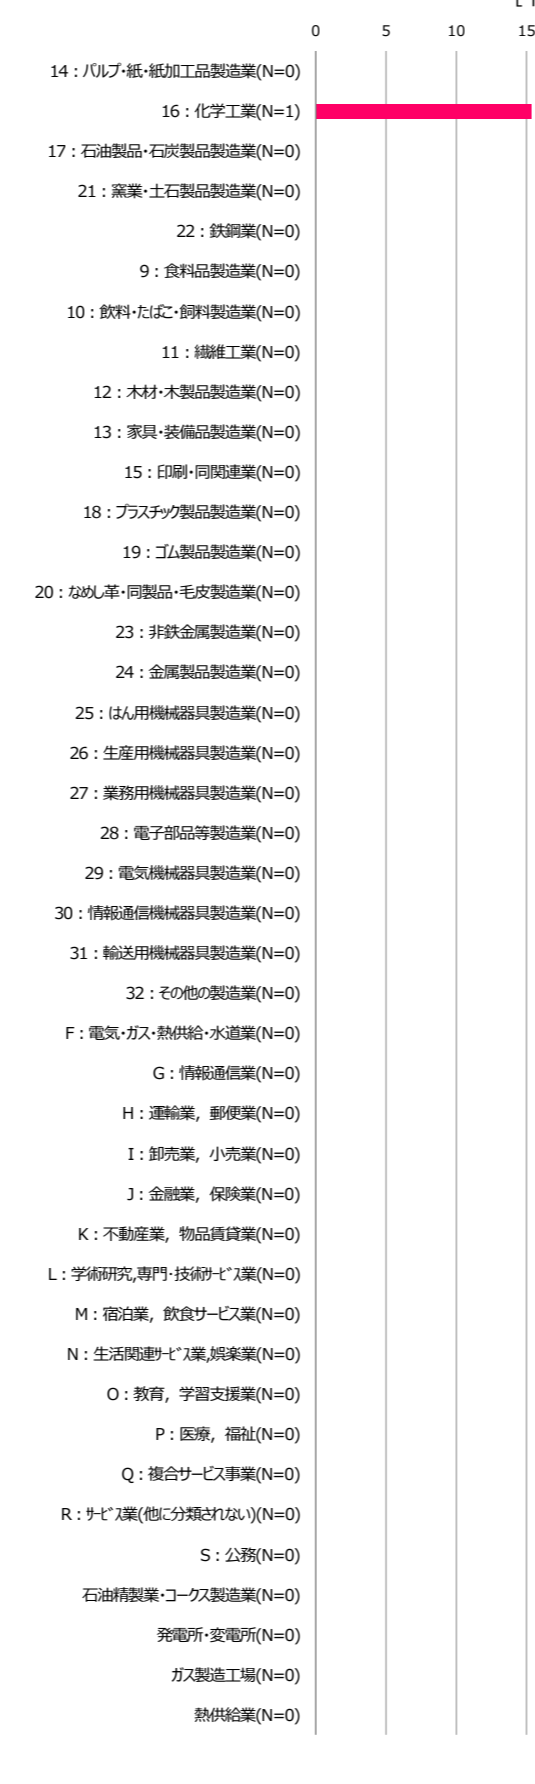 0 5 10 15
14：パルプ・紙・紙加工品製造業(N=0)
16：化学工業(N=1)
17：石油製品・石炭製品製造業(N=0)
21：窯業・土石製品製造業(N=0)
22：鉄鋼業(N=0)
9：食料品製造業(N=0)
10：飲料・たばこ・飼料製造業(N=0)
11：繊維工業(N=0)
12：木材・木製品製造業(N=0)
13：家具・装備品製造業(N=0)
15：印刷・同関連業(N=0)
18：プラスチック製品製造業(N=0)
19：ゴム製品製造業(N=0)
20：なめし革・同製品・毛皮製造業(N=0)
23：非鉄金属製造業(N=0)
24：金属製品製造業(N=0)
25：はん用機械器具製造業(N=0)
26：生産用機械器具製造業(N=0)
27：業務用機械器具製造業(N=0)
28：電子部品等製造業(N=0)
29：電気機械器具製造業(N=0)
30：情報通信機械器具製造業(N=0)
31：輸送用機械器具製造業(N=0)
32：その他の製造業(N=0)
F：電気・ガス・熱供給・水道業(N=0)
G：情報通信業(N=0)
H：運輸業，郵便業(N=0)
I：卸売業，小売業(N=0)
J：金融業，保険業(N=0)
K：不動産業，物品賃貸業(N=0)
L：学術研究,専門・技術ｻｰﾋﾞｽ業(N=0)
M：宿泊業，飲食サービス業(N=0)
N：生活関連ｻｰﾋﾞｽ業,娯楽業(N=0)
O：教育，学習支援業(N=0)
P：医療，福祉(N=0)
Q：複合サービス事業(N=0)
R：ｻｰﾋﾞｽ業(他に分類されない)(N=0)
S：公務(N=0)
石油精製業・コークス製造業(N=0)
発電所・変電所(N=0)
ガス製造工場(N=0)
熱供給業(N=0)